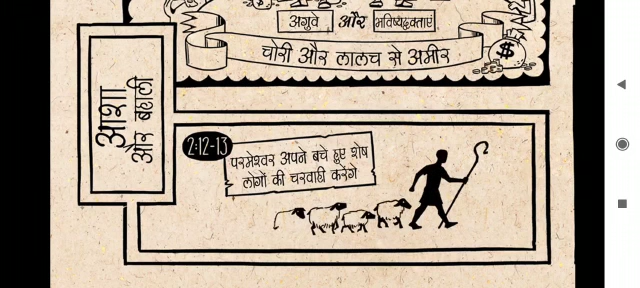 अगुवे और भविष्यद्वक्ताएं
चोरी और लालच से अमीर
$
आशा
और बहाली
2:12-13
परमेश्वर अपने बचे हुए शेष
लोगों की चरवाही करेंगे